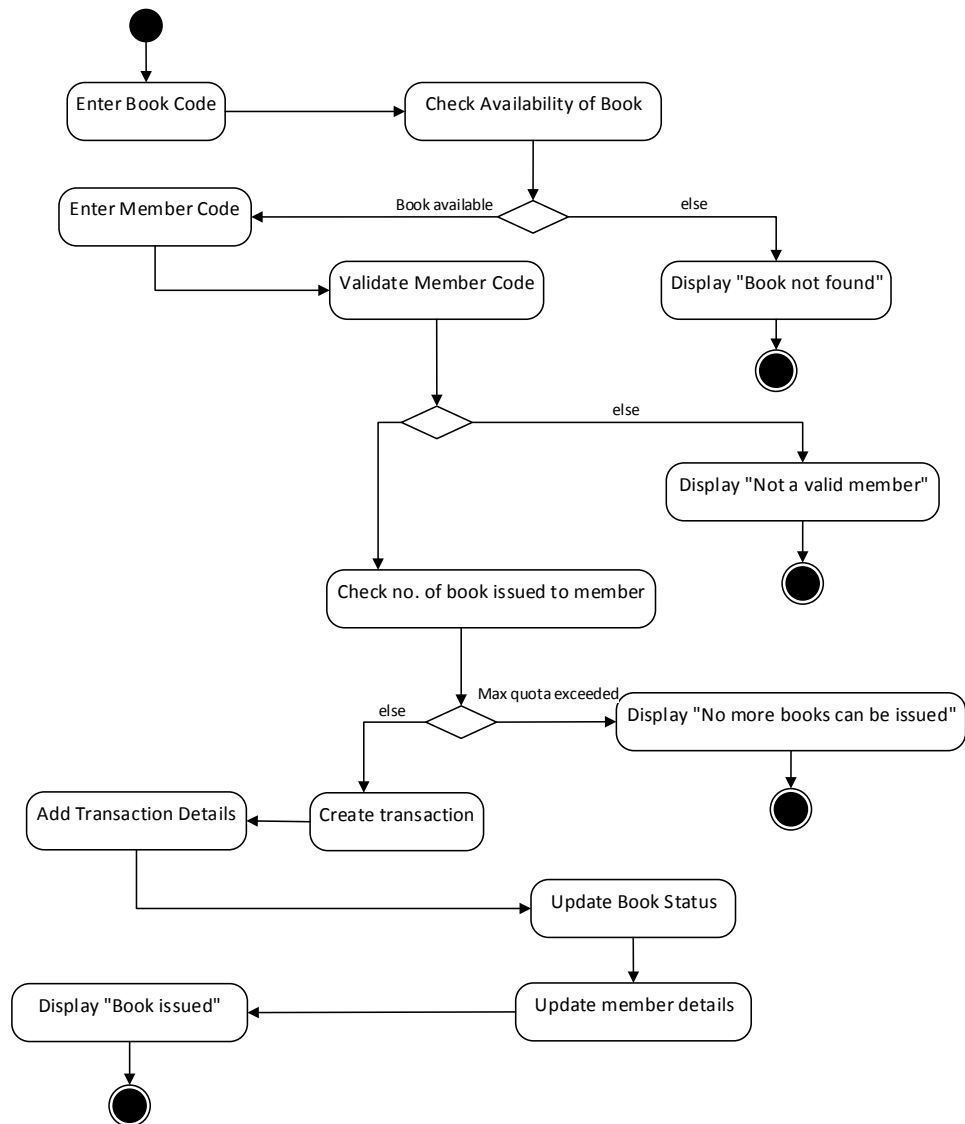 Enter Book Code
Check Availability of Book
Enter Member Code
Book available
else
Validate Member Code
Display "Book not found"
else
Display "Not a valid member"
Check no. of book issued to member
Max quota exceeded
else
Display "No more books can be issued"
Add Transaction Details
Create transaction
Update Book Status
Display "Book issued"
Update member details